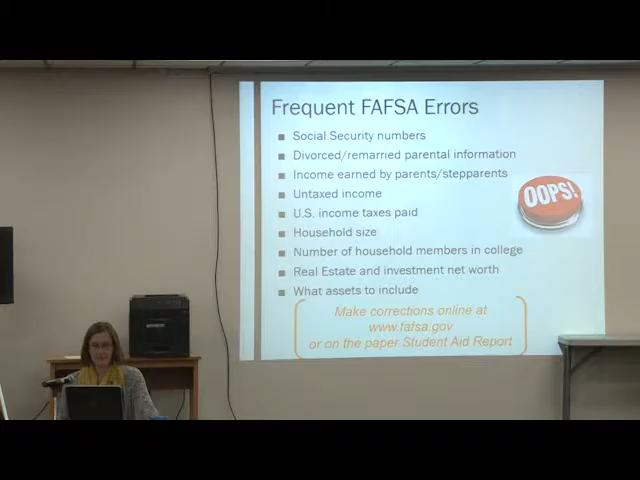 Frequent FAFSA Errors
Social Security numbers
Divorced/remarried parental information
Income earned by parents/stepparents
Untaxed income
U.S. income taxes paid
Household size
Number of household members in college
Real Estate and investment net worth
What assets to include
OOPS!
Make corrections online at
www.fafsa.gov
or on the paper Student Aid Report